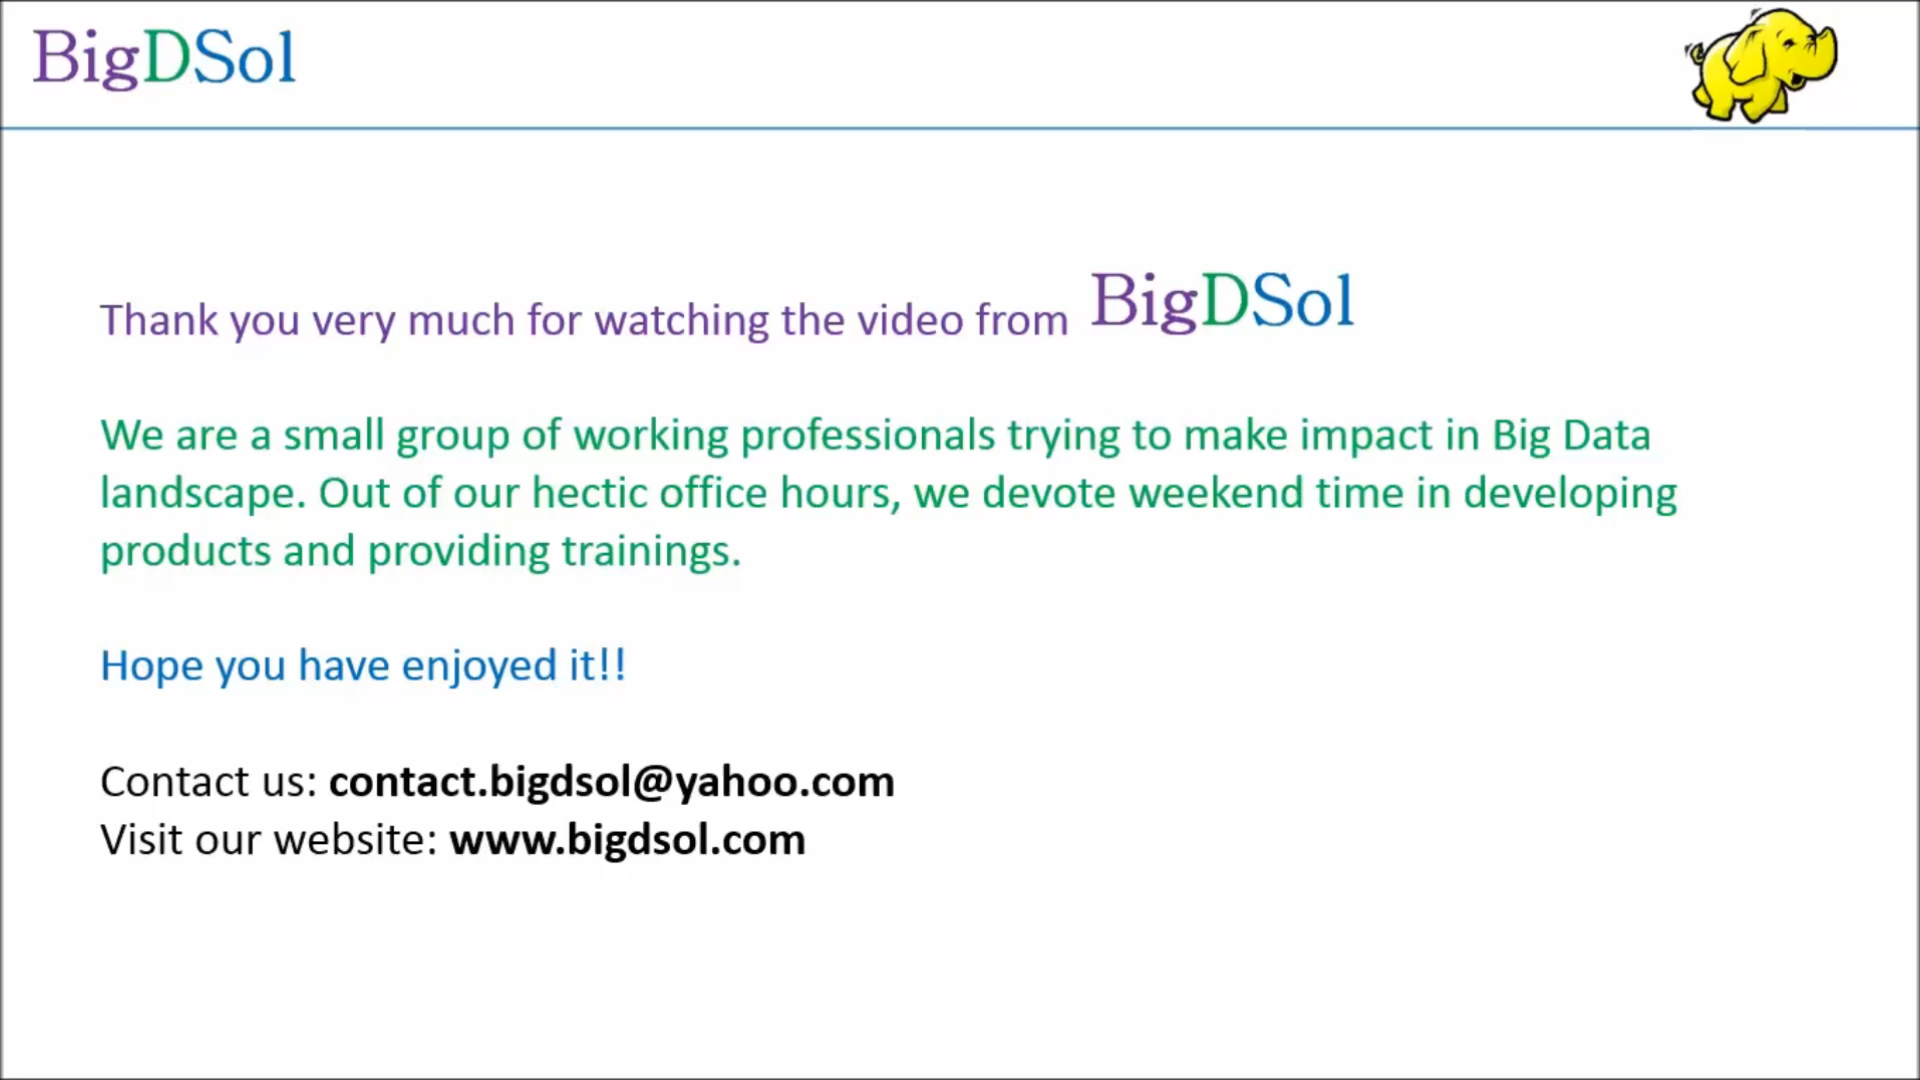 BigDSol
Thank you very much for watching the video from BigDSol
We are a small group of working professionals trying to make impact in Big Data
landscape. Out of our hectic office hours, we devote weekend time in developing
products and providing trainings.
Hope you have enjoyed it!!
Contact us: contact.bigdsol@yahoo.com
Visit our website: www.bigdsol.com